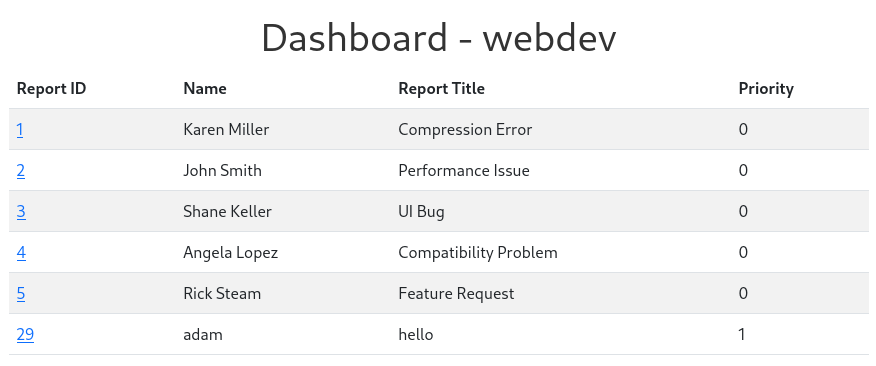 Dashboard - webdev
Report ID Name Report Title Priority
1 Karen Miller Compression Error 0
2 John Smith Performance Issue 0
3 Shane Keller UI Bug 0
4 Angela Lopez Compatibility Problem 0
5 Rick Steam Feature Request 0
29 adam hello 1